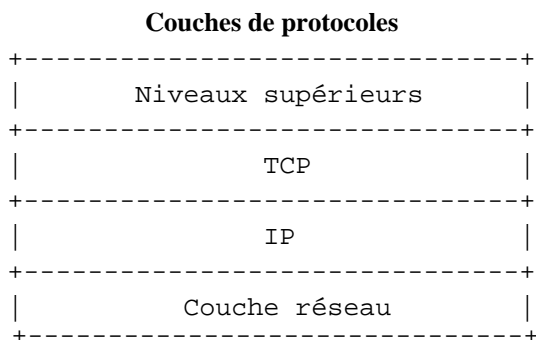 Couches de protocoles
+-------------------------------+
|       Niveaux supérieurs      |
+-------------------------------+
|              TCP              |
+-------------------------------+
|              IP               |
+-------------------------------+
|         Couche réseau         |
+-------------------------------+